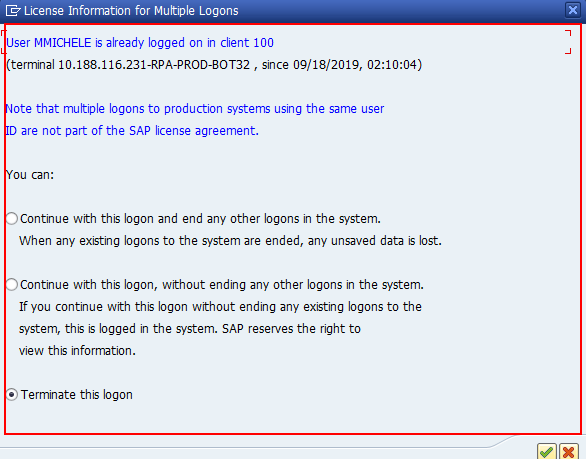 License Information for Multiple Logons
User MMICHELE is already logged on in client 100
(terminal 10.188.116.231-RPA-PROD-BOT32 , since 09/18/2019, 02:10:04)
Note that multiple logons to production systems using the same user
ID are not part of the SAP license agreement.
You can:
Continue with this logon and end any other logons in the system.
When any existing logons to the system are ended, any unsaved data is lost.
Continue with this logon, without ending any other logons in the system.
If you continue with this logon without ending any existing logons to the
system, this is logged in the system. SAP reserves the right to
view this information.
Terminate this logon